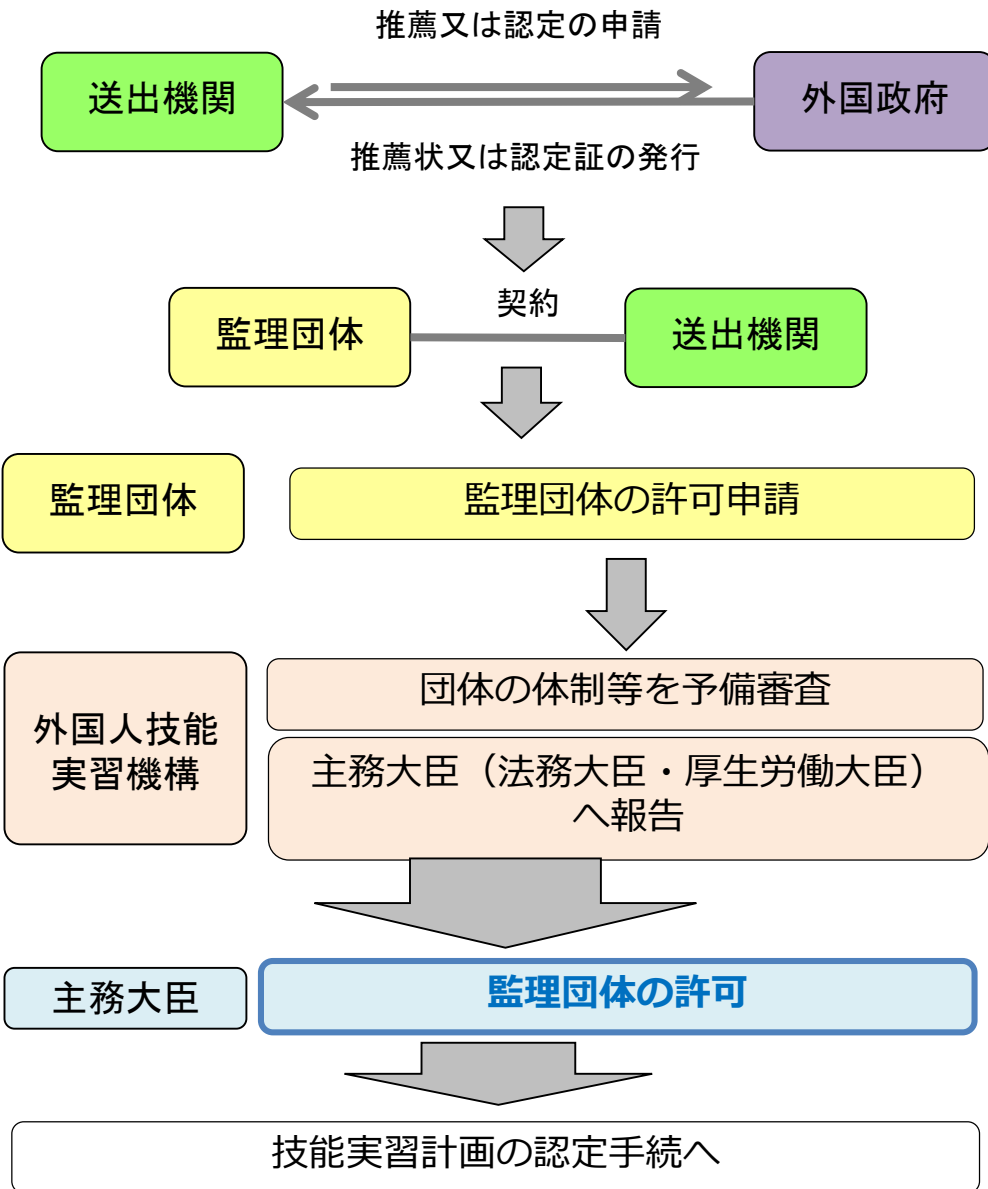 推薦又は認定の申請
送出機関
外国政府
推薦状又は認定証の発行
契約
監理団体
送出機関
監理団体
監理団体の許可申請
外国人技能
実習機構
団体の体制等を予備審査
主務大臣（法務大臣・厚生労働大臣）
へ報告
主務大臣
監理団体の許可
技能実習計画の認定手続へ